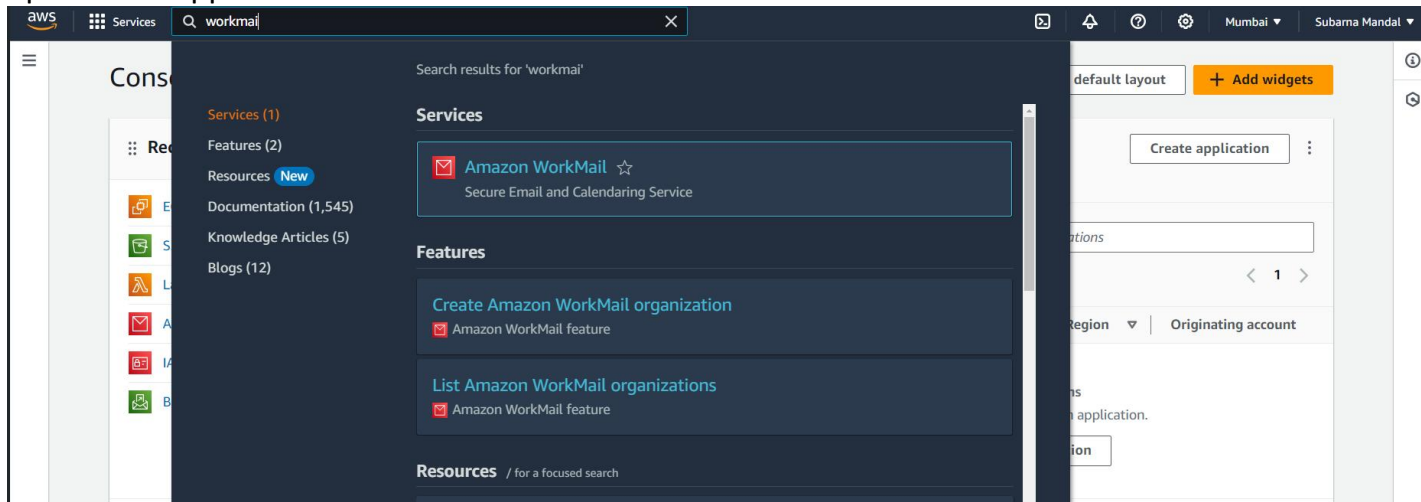 aws Services workmai Mumbai ▼ Subarna Mandal ▼
Search results for 'workmai'
default layout + Add widgets
Services (1)
Features (2)
Resources New
Documentation (1,545)
Knowledge Articles (5)
Blogs (12)
Services
Amazon WorkMail
Secure Email and Calendaring Service
Features
Create Amazon WorkMail organization
Amazon WorkMail feature
List Amazon WorkMail organizations
Amazon WorkMail feature
Resources / for a focused search
Create application
1
Region Originating account
application.